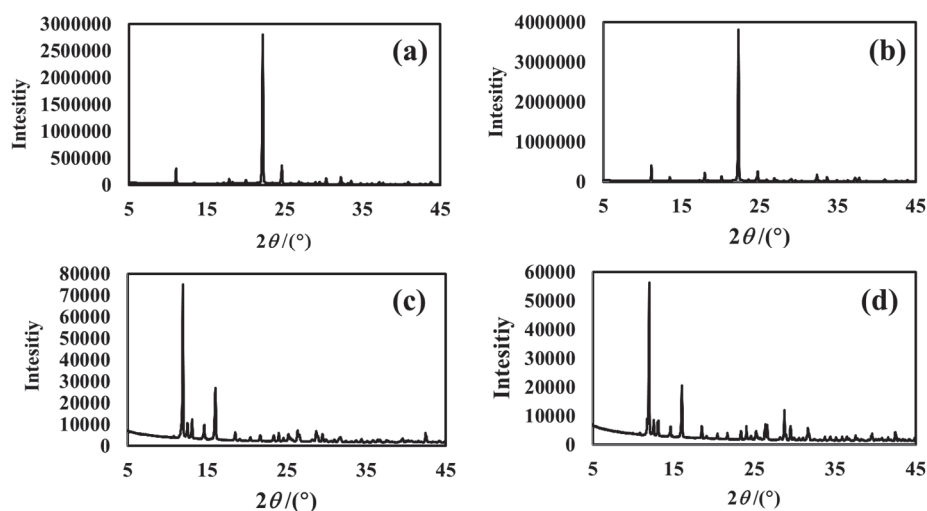 3000000
2500000
2000000
1500000
1000000
500000
0
Intesitiy
(a)
5 15 25 35 45
2θ/(°)
4000000
3000000
2000000
1000000
0
Intesitiy
(b)
5 15 25 35 45
2θ/(°)
80000
70000
60000
50000
40000
30000
20000
10000
0
Intesitiy
(c)
5 15 25 35 45
2θ/(°)
60000
50000
40000
30000
20000
10000
0
Intesitiy
(d)
5 15 25 35 45
2θ/(°)